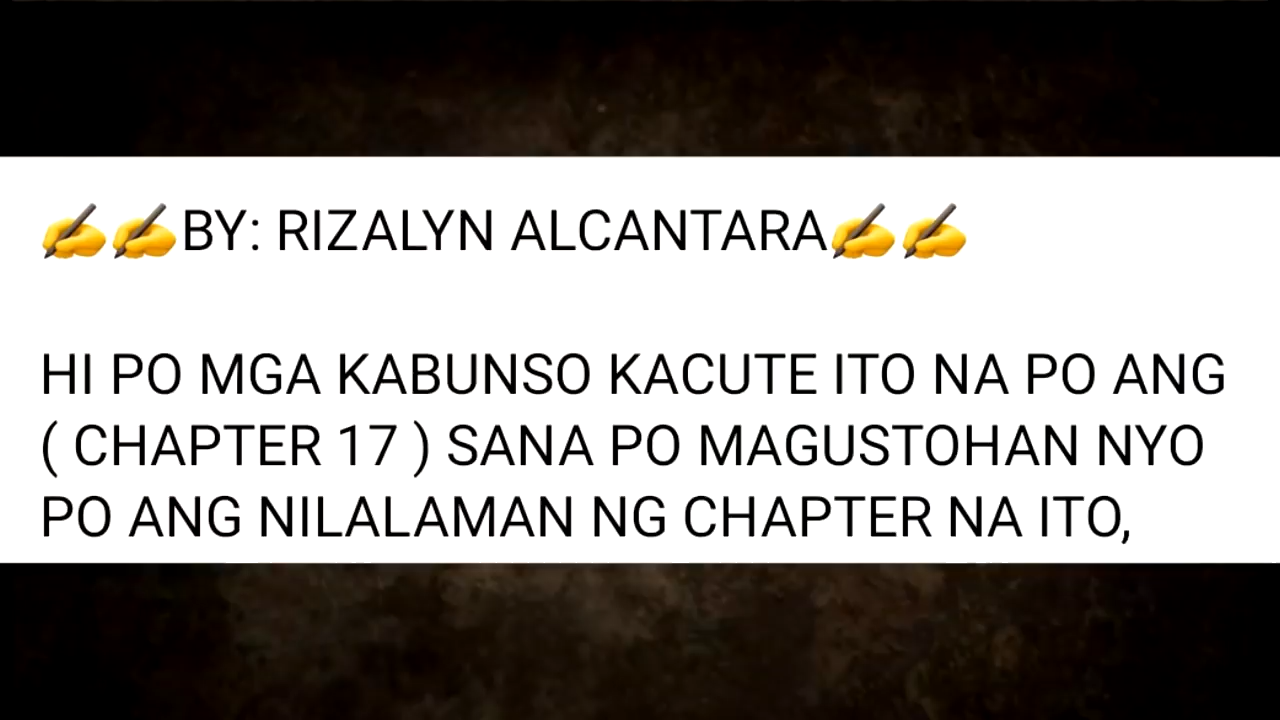 ✍️✍️BY: RIZALYN ALCANTARA✍️✍️
HI PO MGA KABUNSO KACUTE ITO NA PO ANG
( CHAPTER 17 ) SANA PO MAGUSTOHAN NYO
PO ANG NILALAMAN NG CHAPTER NA ITO,